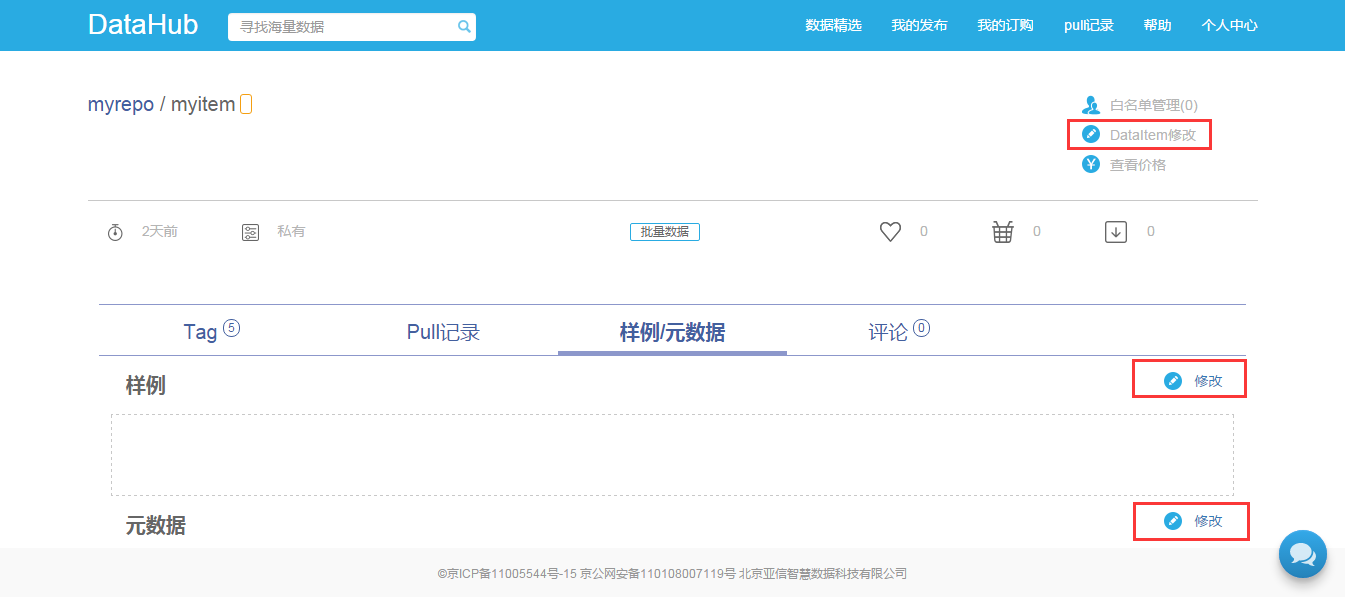 DataHub 寻找海量数据 数据精选 我的发布 我的订购 pull记录 帮助 个人中心
myrepo / myitem
白名单管理(0)
DataItem修改
¥ 查看价格
2天前 私有 批量数据 0 0 0
Tag 5 Pull记录 样例/元数据 评论 0
样例 修改
元数据 修改
©京ICP备11005544号-15 京公网安备110108007119号 北京亚信智慧数据科技有限公司